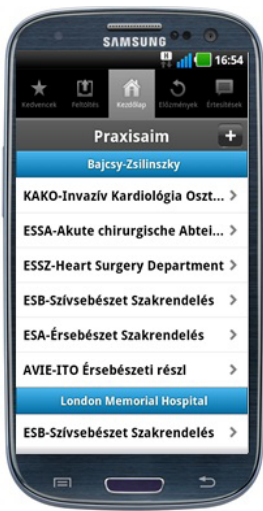 SAMSUNG
16:54
Kedvencek Feltöltés Kezdőlap Előzmények Értesítések
Praxisaim +
Bajcsy-Zsilinszky
KAKO-Invazív Kardiológia Oszt...
ESSA-Akute chirurgische Abtei...
ESSZ-Heart Surgery Department
ESB-Szívsebészet Szakrendelés
ESA-Érsebészet Szakrendelés
AVIE-ITO Érsebészeti részl
London Memorial Hospital
ESB-Szívsebészet Szakrendelés